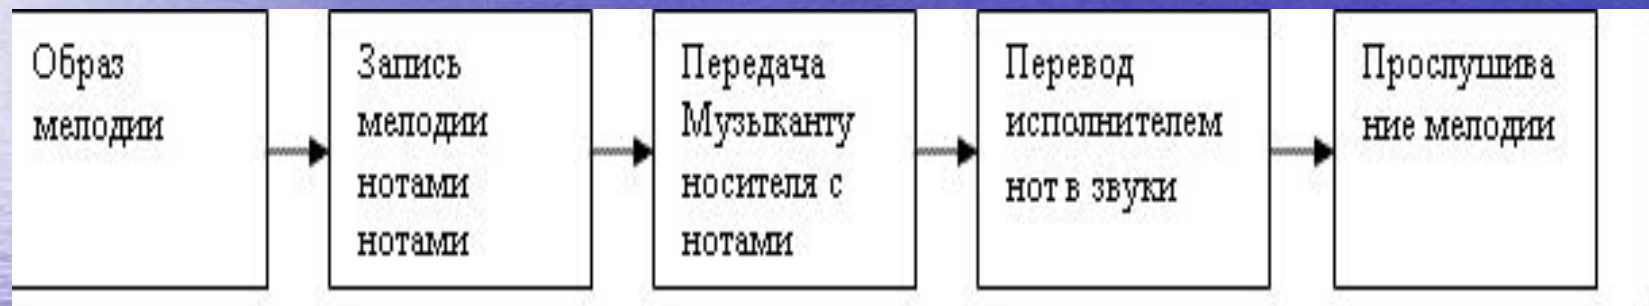 Образ
мелодии
Запись
мелодии
нотами
нотами
Передача
Музыканту
носителя с
нотами
Перевод
исполнителем
нот в звуки
Прослушива
ние мелодии